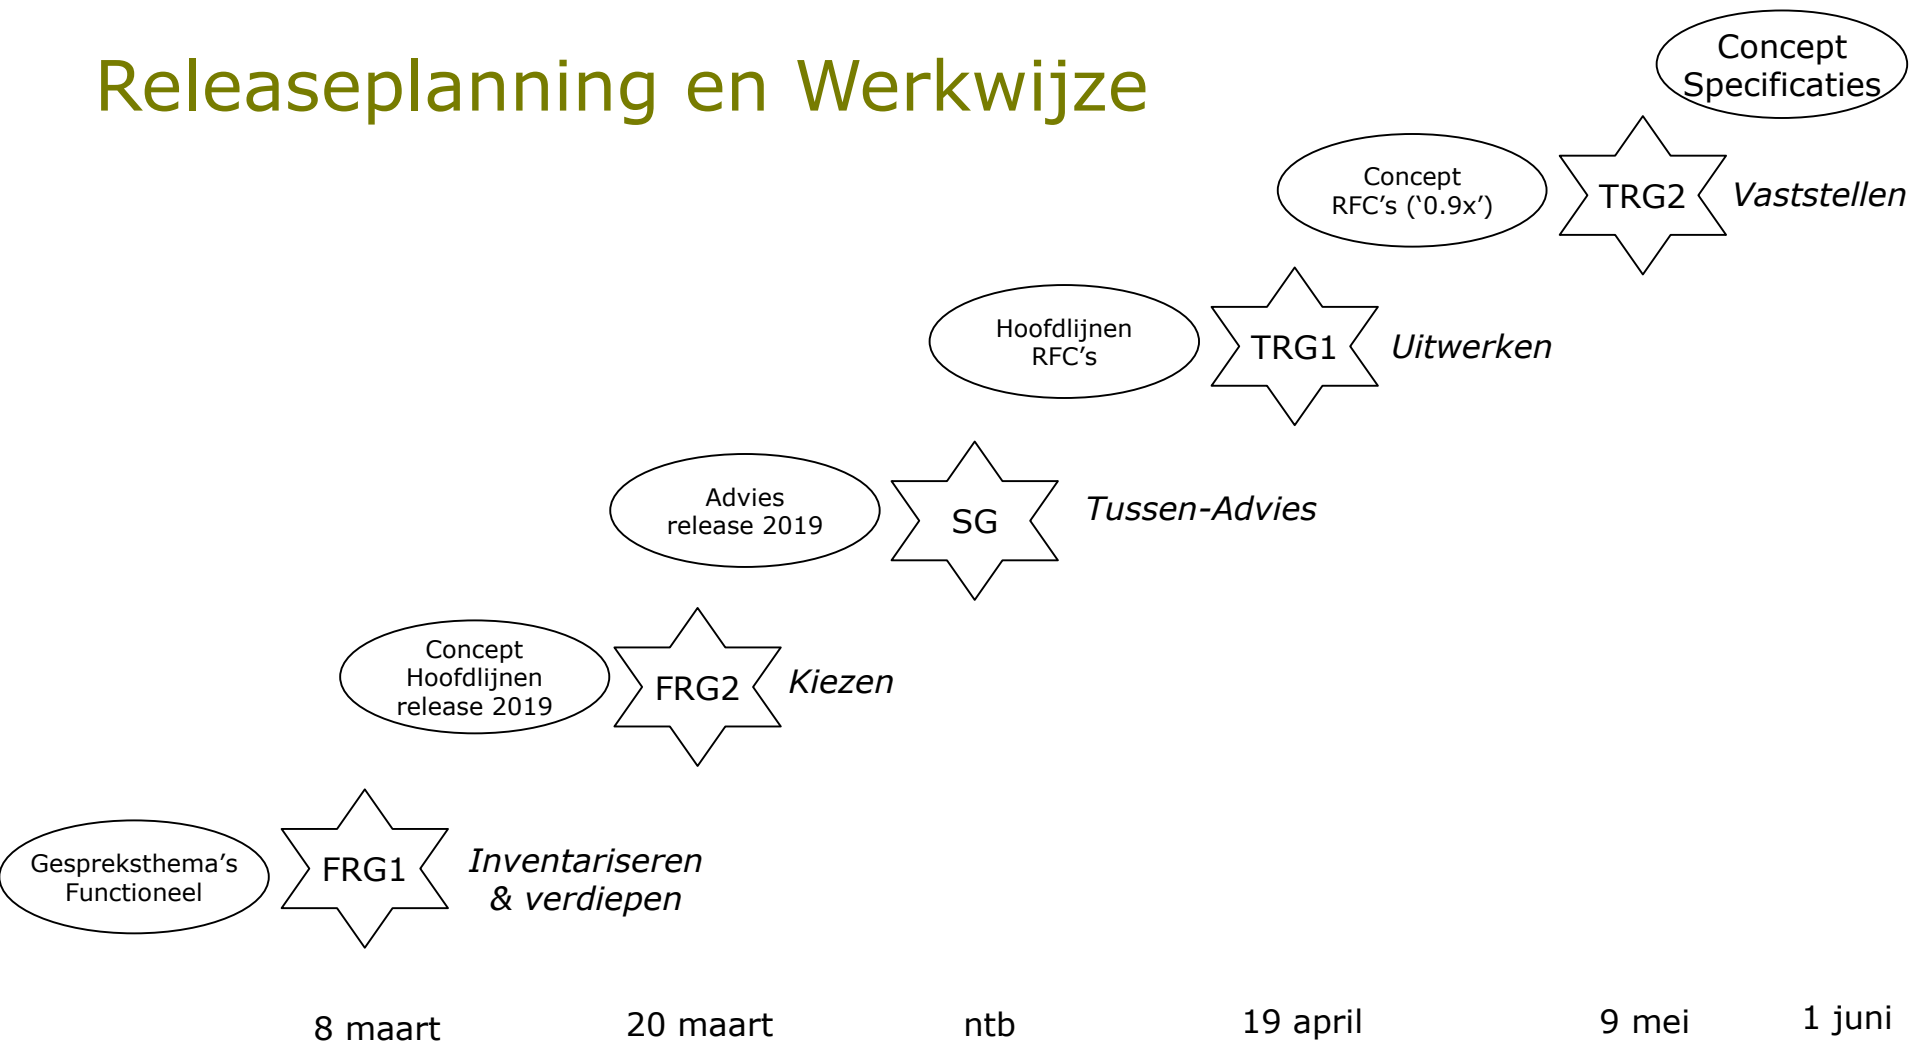 Releaseplanning en Werkwijze
Concept
Specificaties
Concept
RFC’s (‘0.9x’)
TRG2
Vaststellen
Hoofdlijnen
RFC’s
TRG1
Uitwerken
Advies
release 2019
SG
Tussen-Advies
Concept
Hoofdlijnen
release 2019
FRG2
Kiezen
Gespreksthema’s
Functioneel
FRG1
Inventariseren
& verdiepen
8 maart
20 maart
ntb
19 april
9 mei
1 juni